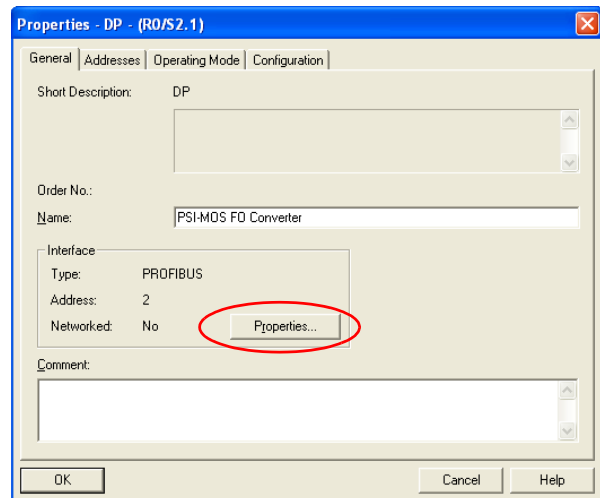 Properties - DP - (R0/S2.1)
General Addresses Operating Mode Configuration
Short Description: DP
Order No.:
Name: PSI-MOS FO Converter
Interface
Type: PROFIBUS
Address: 2
Networked: No Properties...
Comment:
OK Cancel Help